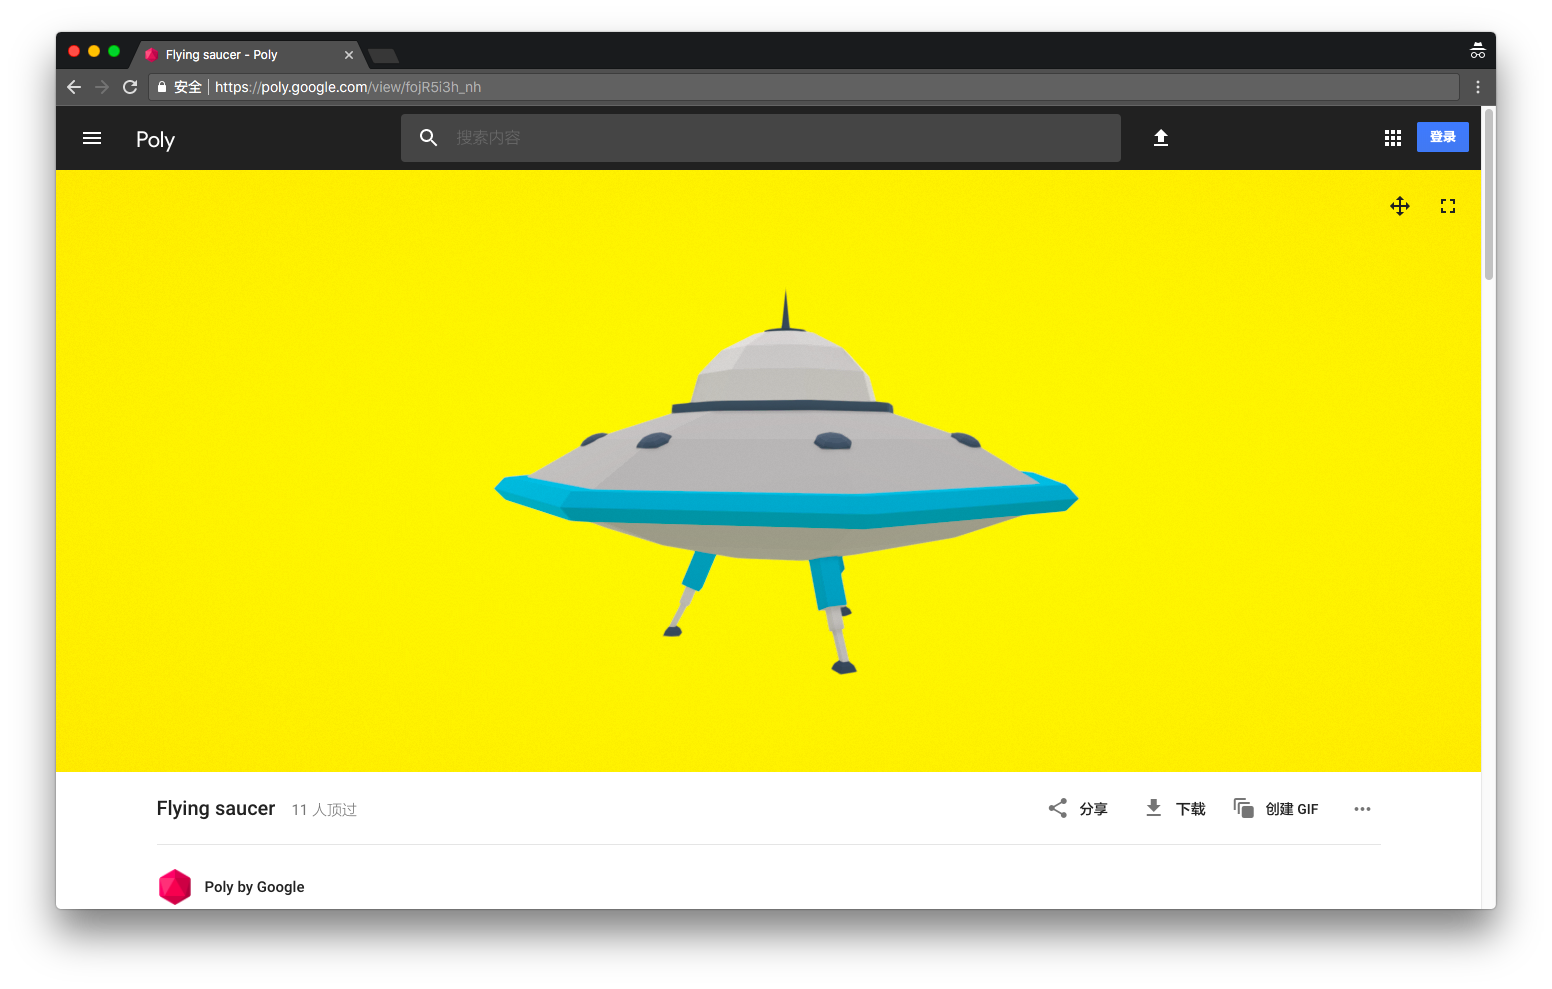 Flying saucer - Poly
安全 https://poly.google.com/view/fojR5i3h_nh
Poly
搜索内容
登录
Flying saucer 11 人顶过
分享 下载 创建 GIF
Poly by Google